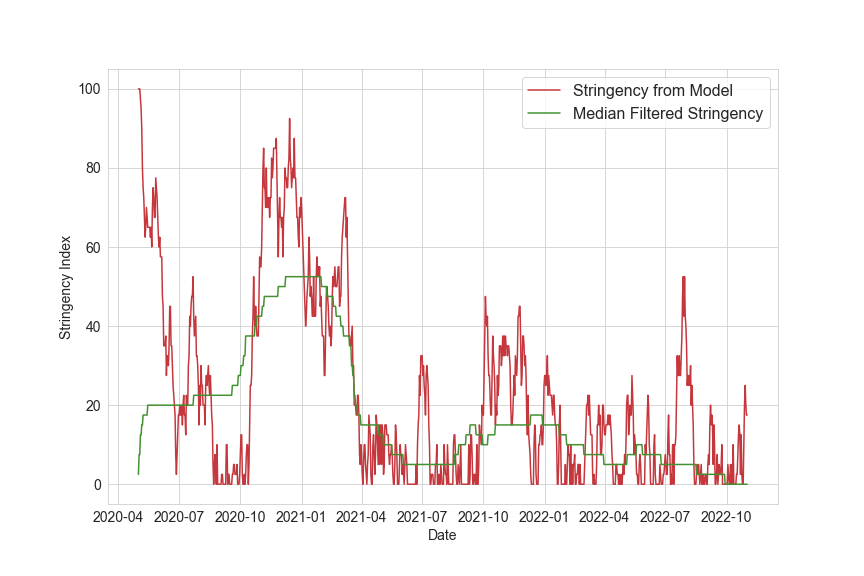 Stringency from Model
Median Filtered Stringency
Stringency Index
100
80
60
40
20
0
2020-04 2020-07 2020-10 2021-01 2021-04 2021-07 2021-10 2022-01 2022-04 2022-07 2022-10
Date